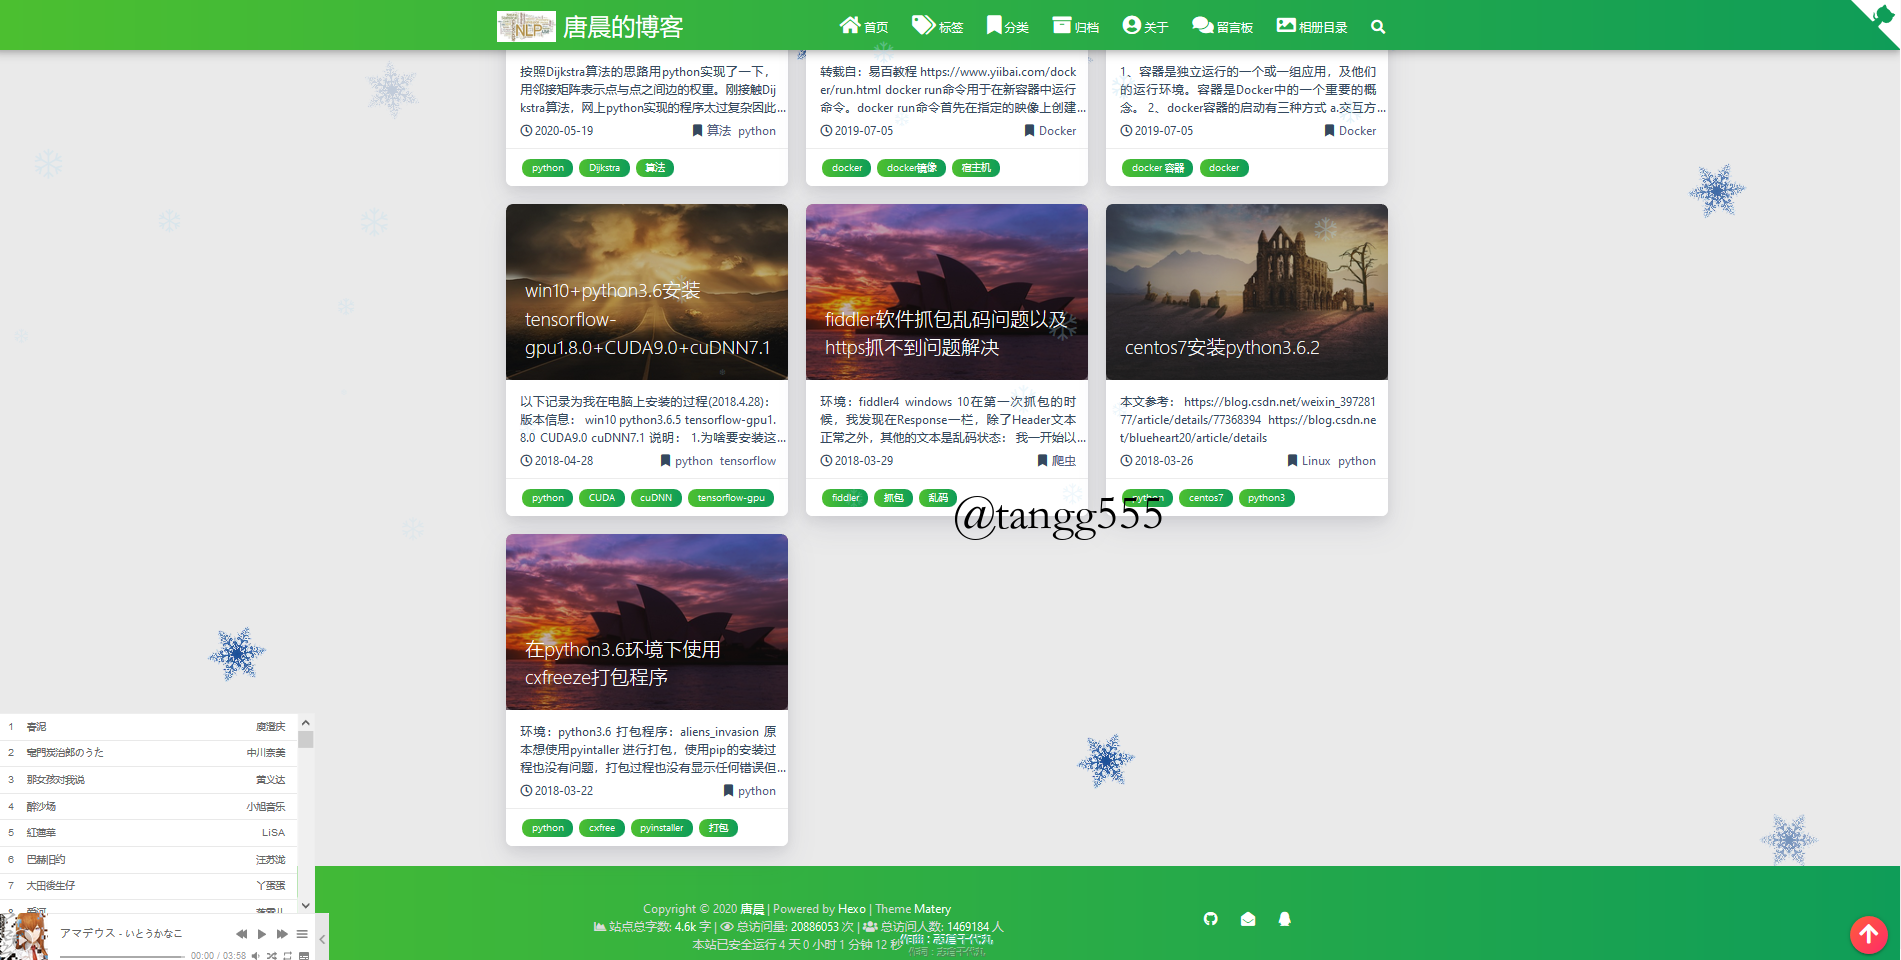 NLP 唐晨的博客
首页 标签 分类 归档 关于 留言板 相册目录
按照Dijkstra算法的思路用python实现了一下，
用邻接矩阵表示点与点之间边的权重。刚接触Dij
kstra算法，网上python实现的程序太过复杂因此...
2020-05-19 算法 python
python Dijkstra 算法
转载自：易百教程 https://www.yiibai.com/dock
er/run.html docker run命令用于在新容器中运行
命令。docker run命令首先在指定的映像上创建...
2019-07-05 Docker
docker docker镜像 宿主机
1、容器是独立运行的一个或一组应用，及他们
的运行环境。容器是Docker中的一个重要的概
念。 2、docker容器的启动有三种方式 a.交互方...
2019-07-05 Docker
docker 容器 docker
win10+python3.6安装
tensorflow-
gpu1.8.0+CUDA9.0+cuDNN7.1
以下记录为我在电脑上安装的过程(2018.4.28)：
版本信息： win10 python3.6.5 tensorflow-gpu1.
8.0 CUDA9.0 cuDNN7.1 说明： 1.为啥要安装这...
2018-04-28 python tensorflow
python CUDA cuDNN tensorflow-gpu
fiddler软件抓包乱码问题以及
https抓不到问题解决
环境：fiddler4 windows 10在第一次抓包的时
候，我发现在Response一栏，除了Header文本
正常之外，其他的文本是乱码状态： 我一开始以...
2018-03-29 爬虫
fiddler 抓包 乱码
centos7安装python3.6.2
本文参考： https://blog.csdn.net/weixin_397281
77/article/details/77368394 https://blog.csdn.ne
t/blueheart20/article/details
2018-03-26 Linux python
python centos7 python3
@tangg555
在python3.6环境下使用
cxfreeze打包程序
环境：python3.6 打包程序：aliens_invasion 原
本想使用pyintaller 进行打包，使用pip的安装过
程也没有问题，打包过程也没有显示任何错误但...
2018-03-22 python
python cxfree pyinstaller 打包
1 春泥 庾澄庆
2 竈門炭治郎のうた 中川奈美
3 那女孩对我说 黄义达
4 醉沙场 小旭音乐
5 紅蓮華 LiSA
6 巴赫旧约 汪苏泷
7 大田後生仔 丫蛋蛋
8
アマデウス - いとうかなこ
00:00 / 03:58
Copyright © 2020 唐晨 | Powered by Hexo | Theme Matery
站点总字数: 4.6k 字 | 总访问量: 20886053 次 | 总访问人数: 1469184 人
本站已安全运行 4 天 0 小时 1 分钟 12 秒